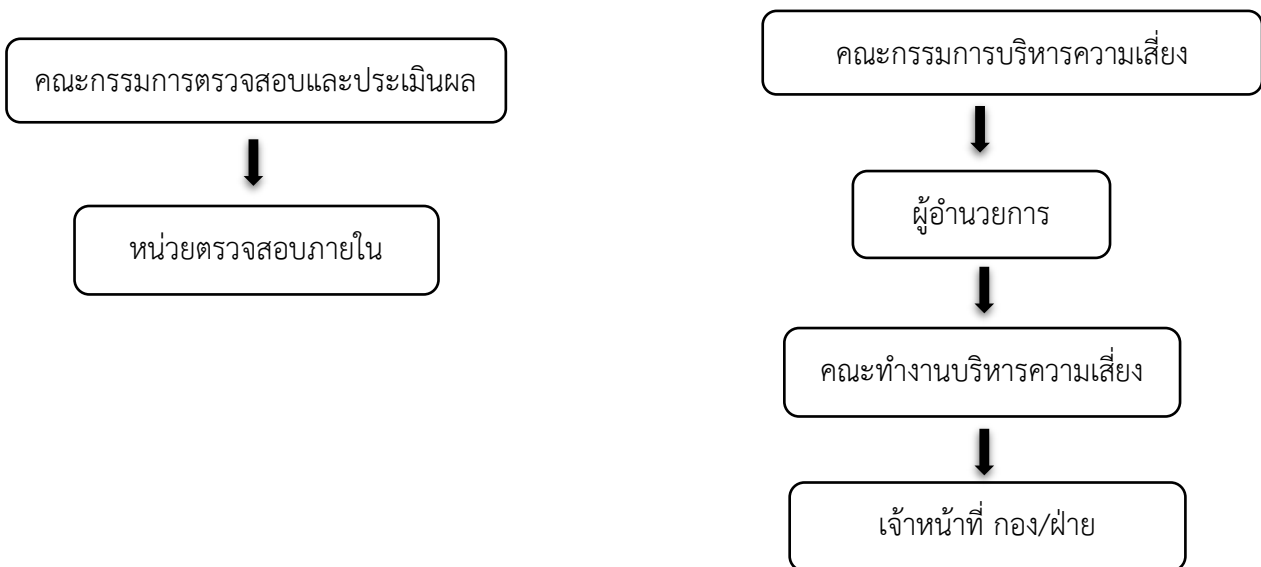 คณะกรรมการตรวจสอบและประเมินผล
หน่วยตรวจสอบภายใน
คณะกรรมการบริหารความเสี่ยง
ผู้อำนวยการ
คณะทำงานบริหารความเสี่ยง
เจ้าหน้าที่ กอง/ฝ่าย